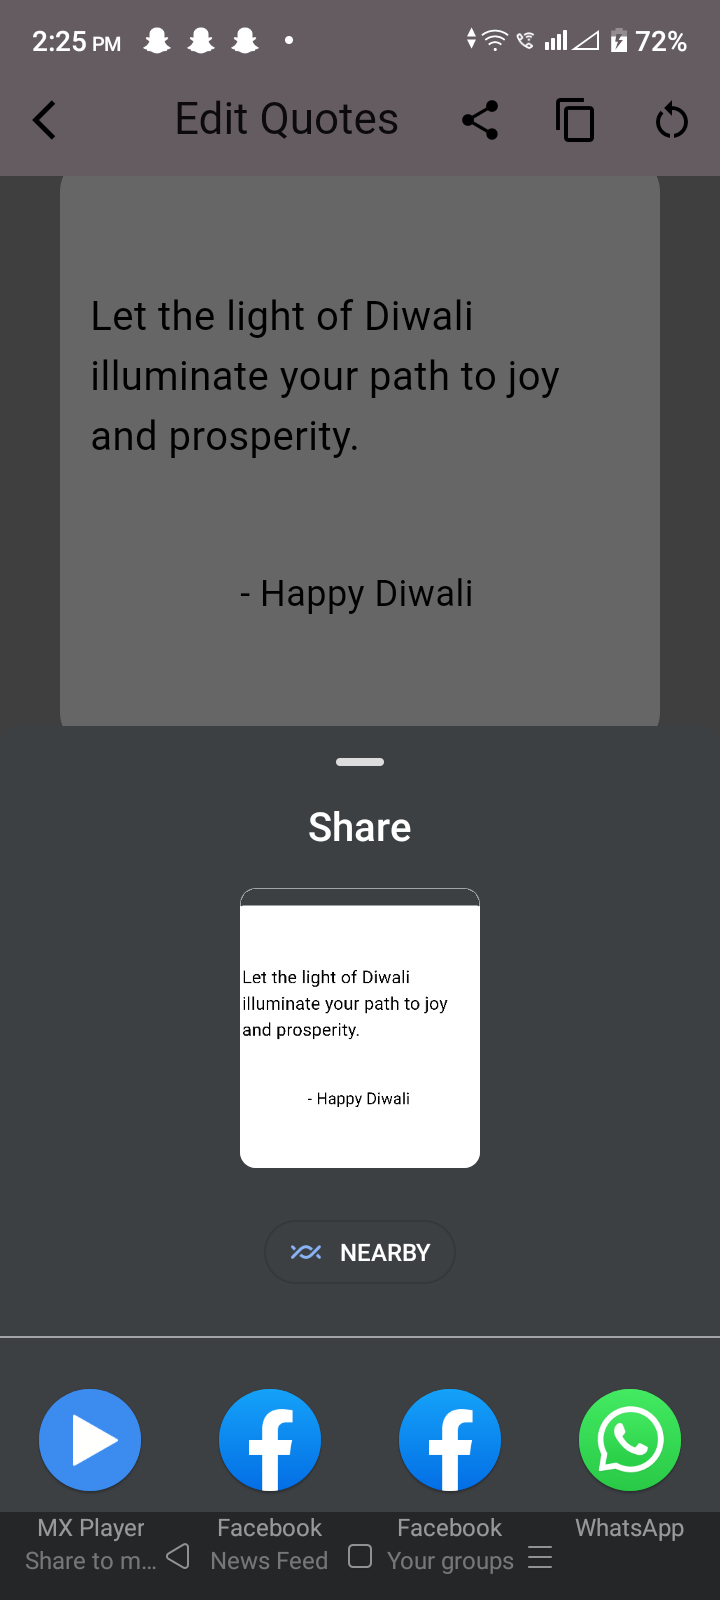 2:25 PM 72%
Edit Quotes
Let the light of Diwali
illuminate your path to joy
and prosperity.
- Happy Diwali
Share
Let the light of Diwali
illuminate your path to joy
and prosperity.
- Happy Diwali
NEARBY
MX Player Facebook Facebook WhatsApp
Share to m... News Feed Your groups